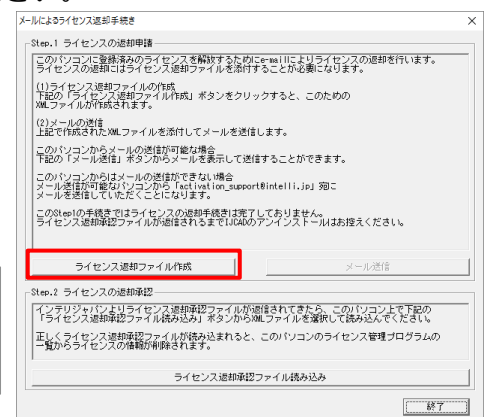 さい。
メールによるライセンス返却手続き
Step.1 ライセンスの返却申請
このパソコンに登録済みのライセンスを解放するためにe-mailによりライセンスの返却を行います。
ライセンスの返却にはライセンス返却ファイルを添付することが必要になります。
(1)ライセンス返却ファイルの作成
下記の「ライセンス返却ファイル作成」ボタンをクリックすると、このための
XMLファイルが作成されます。
(2)メールの送信
上記で作成されたXMLファイルを添付してメールを送信します。
このパソコンからメールの送信が可能な場合
下記の「メール送信」ボタンからメールを表示して送信することができます。
このパソコンからはメールの送信ができない場合
メール送信が可能なパソコンから「activation_support@intelli.jp」宛に
メールを送信していただくことになります。
このStep1の手続きではライセンスの返却手続きは完了しておりません。
ライセンス返却承認ファイルが返信されるまでIJCADのアンインストールはお控えください。
ライセンス返却ファイル作成
メール送信
Step.2 ライセンスの返却承認
インテリジャパンよりライセンス返却承認ファイルが返信されてきたら、このパソコン上で下記の
「ライセンス返却承認ファイル読み込み」ボタンからXMLファイルを選択して読み込んでください。
正しくライセンス返却承認ファイルが読み込まれると、このパソコンのライセンス管理プログラムの
一覧からライセンスの情報が削除されます。
ライセンス返却承認ファイル読み込み
終了